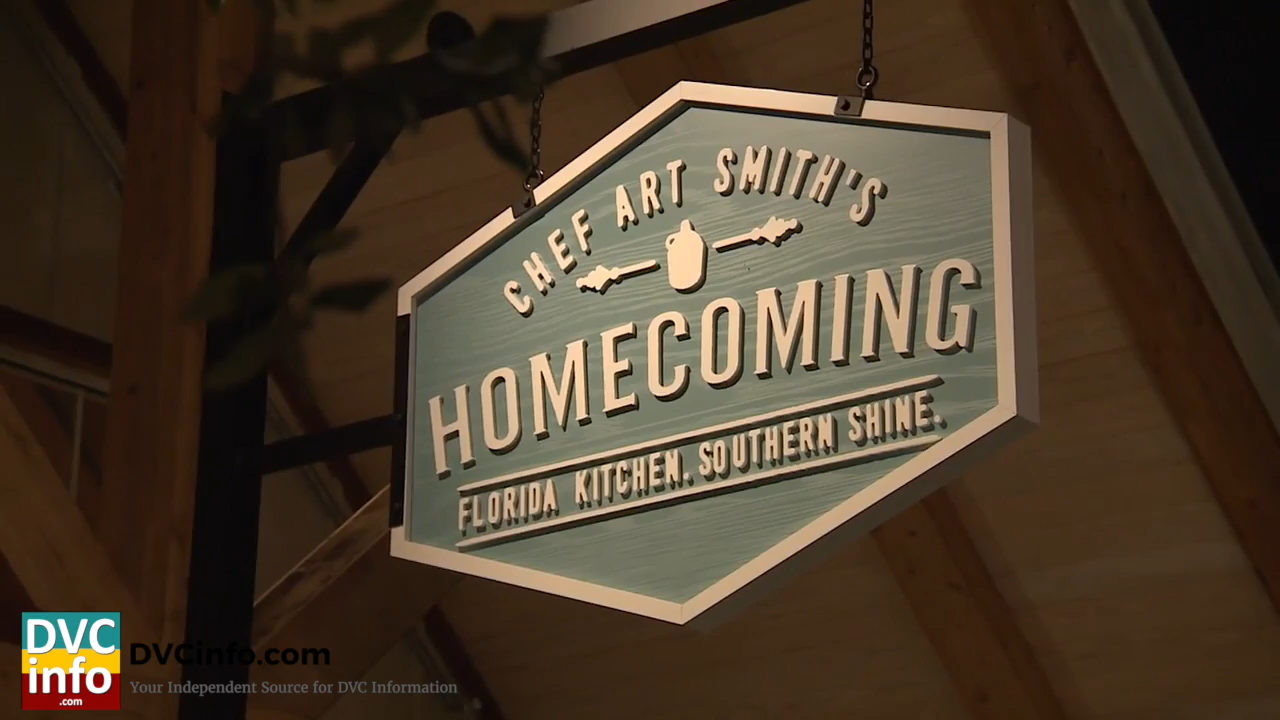 CHEF ART SMITH'S
HOMECOMING
FLORIDA KITCHEN. SOUTHERN SHINE.
DVC
info
.com
DVCinfo.com
Your Independent Source for DVC Information